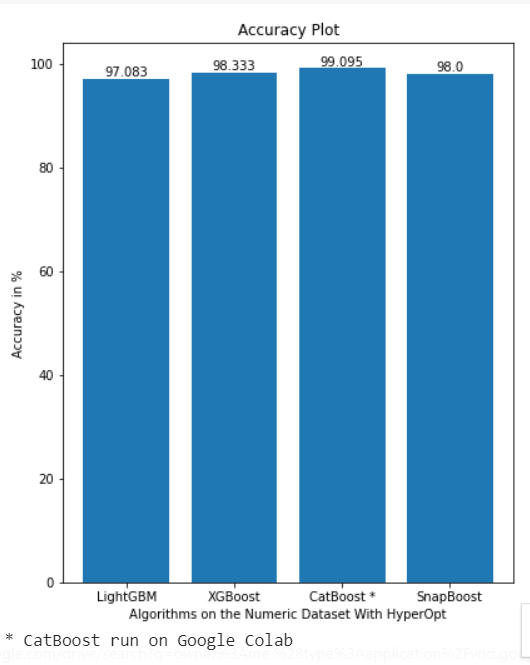 Accuracy Plot
100
80
60
40
20
0
Accuracy in %
97.083
98.333
99.095
98.0
LightGBM
XGBoost
CatBoost *
SnapBoost
Algorithms on the Numeric Dataset With HyperOpt
* CatBoost run on Google Colab